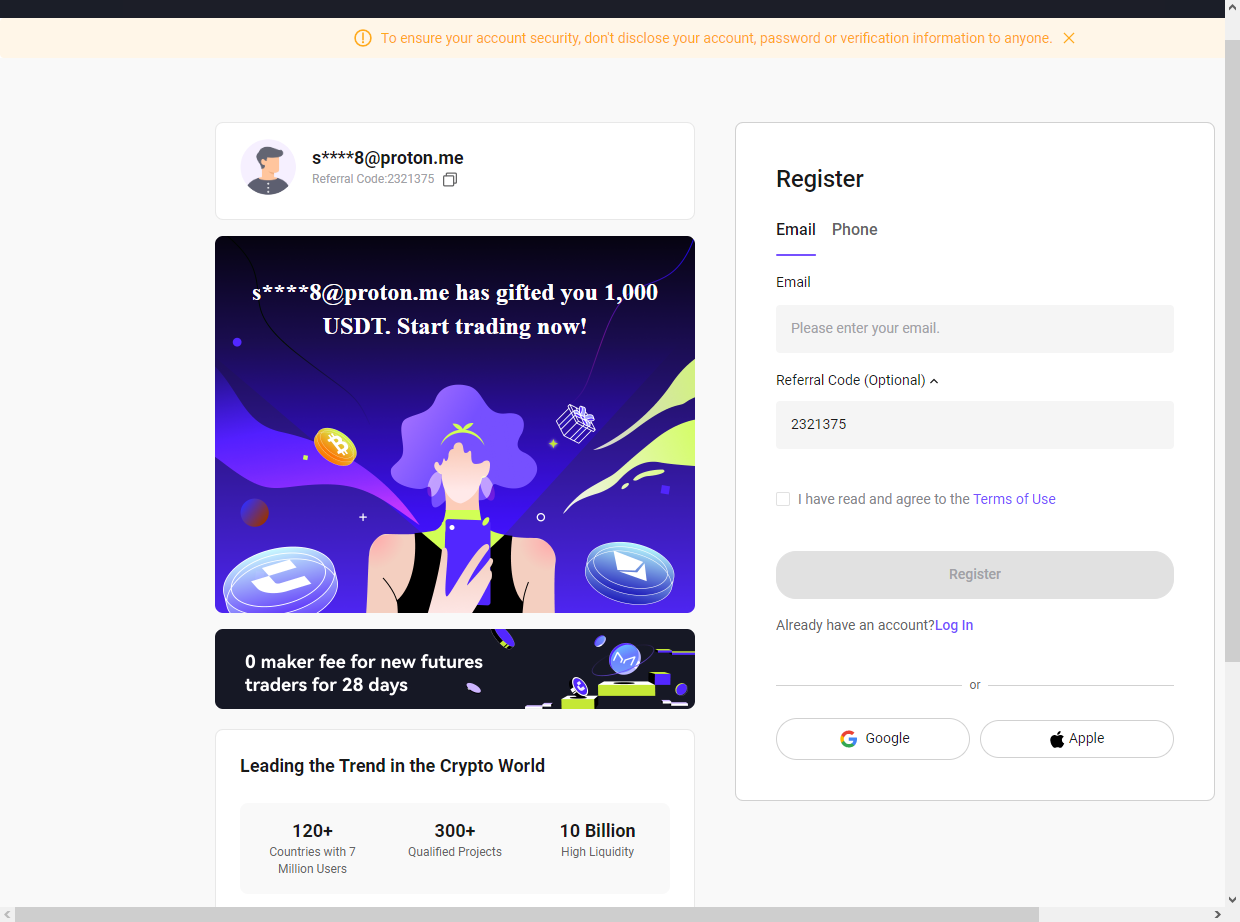 To ensure your account security, don't disclose your account, password or verification information to anyone.
s****8@proton.me
Referral Code:2321375
s****8@proton.me has gifted you 1,000
USDT. Start trading now!
0 maker fee for new futures
traders for 28 days
Leading the Trend in the Crypto World
120+
Countries with 7
Million Users
300+
Qualified Projects
10 Billion
High Liquidity
Register
Email Phone
Email
Please enter your email.
Referral Code (Optional)
2321375
I have read and agree to the Terms of Use
Register
Already have an account?Log In
or
Google
Apple